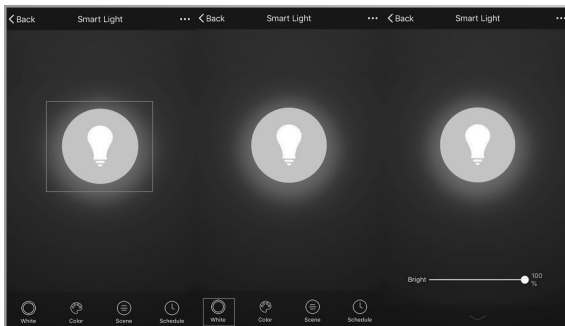 Back Smart Light ... Back Smart Light ... Back Smart Light ...
Bright 100
%
White Color Scene Schedule White Color Scene Schedule